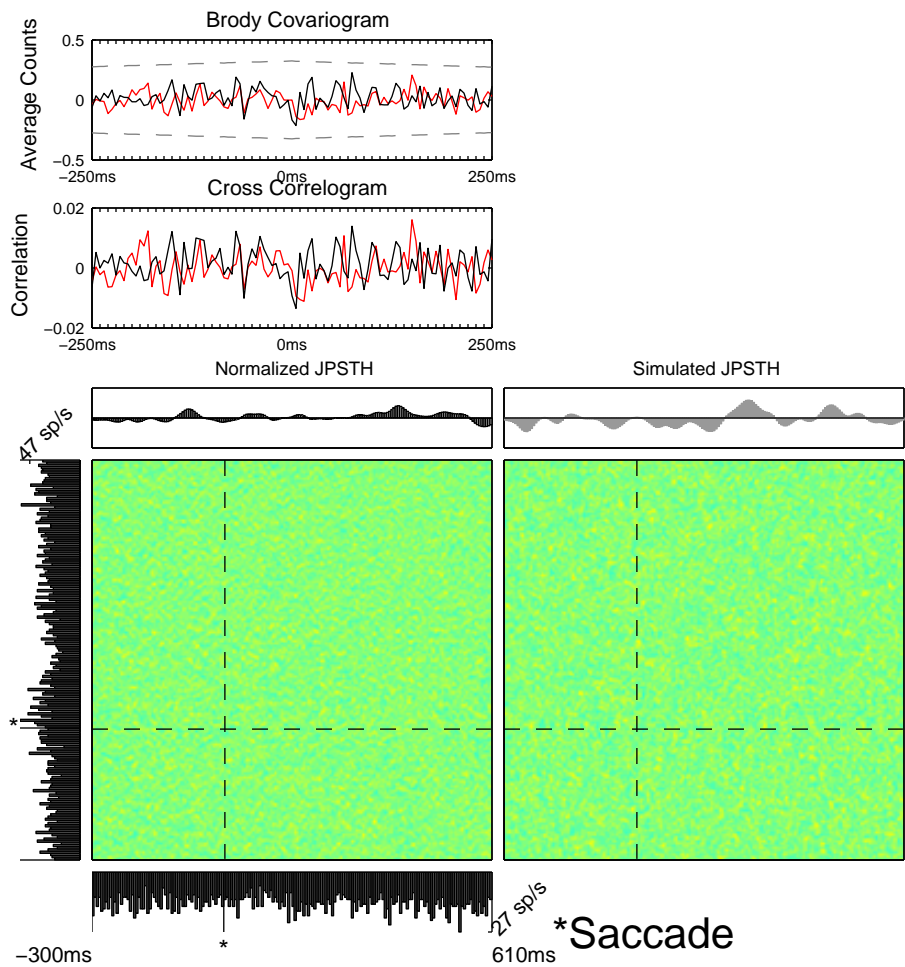 Brody Covariogram
Average Counts
0.5
0
−0.5
−250ms
0ms
250ms
Cross Correlogram
Correlation
0.02
0
−0.02
−250ms
0ms
250ms
Normalized JPSTH
Simulated JPSTH
47 sp/s
*
27 sp/s
*
*Saccade
−300ms
610ms